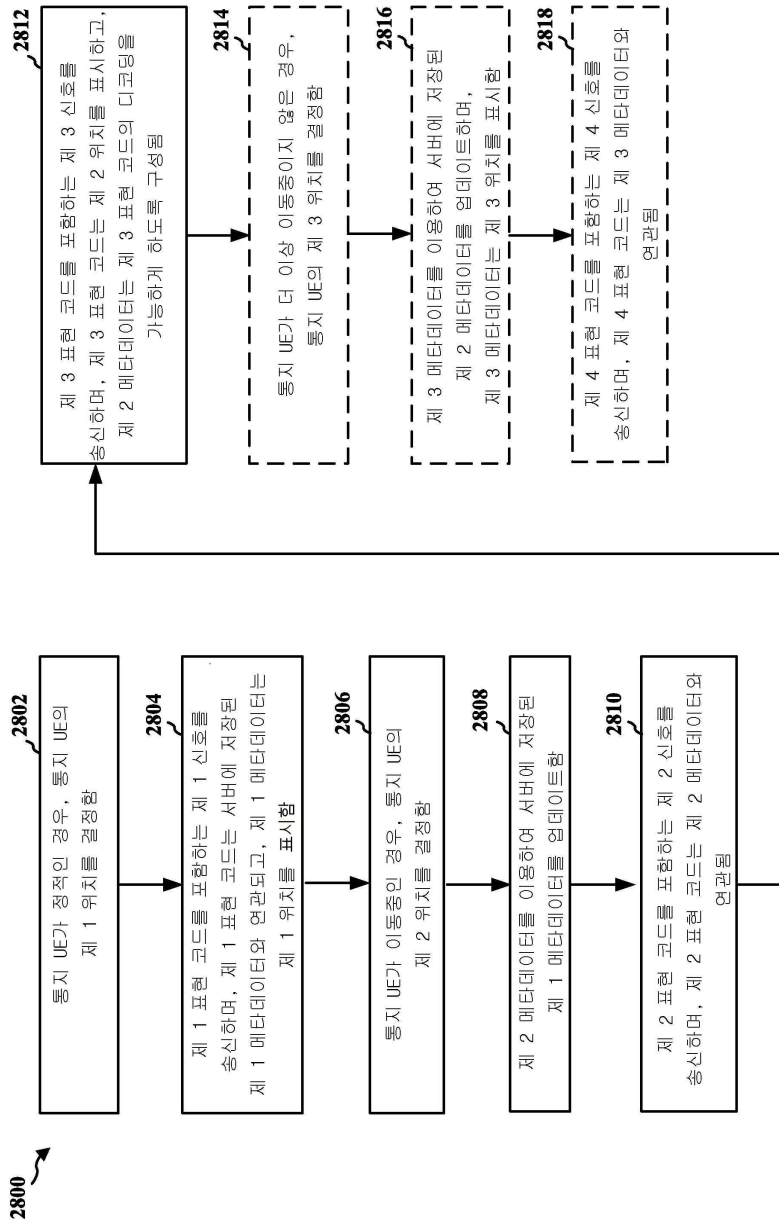 2800
2802
통지 UE가 정적인 경우, 통지 UE의
제 1 위치를 결정함
2804
제 1 표현 코드를 포함하는 제 1 신호를
송신하며, 제 1 표현 코드는 서버에 저장된
제 1 메타데이터와 연관되고, 제 1 메타데이터는
제 1 위치를 표시함
2806
통지 UE가 이동중인 경우, 통지 UE의
제 2 위치를 결정함
2808
제 2 메타데이터를 이용하여 서버에 저장된
제 1 메타데이터를 업데이트함
2810
제 2 표현 코드를 포함하는 제 2 신호를
송신하며, 제 2 표현 코드는 제 2 메타데이터와
연관됨
2812
제 3 표현 코드를 포함하는 제 3 신호를
송신하며, 제 3 표현 코드는 제 2 위치를 표시하고,
제 2 메타데이터는 제 3 표현 코드의 디코딩을
가능하게 하도록 구성됨
2814
통지 UE가 더 이상 이동중이지 않은 경우,
통지 UE의 제 3 위치를 결정함
2816
제 3 메타데이터를 이용하여 서버에 저장된
제 2 메타데이터를 업데이트하며,
제 3 메타데이터는 제 3 위치를 표시함
2818
제 4 표현 코드를 포함하는 제 4 신호를
송신하며, 제 4 표현 코드는 제 3 메타데이터와
연관됨